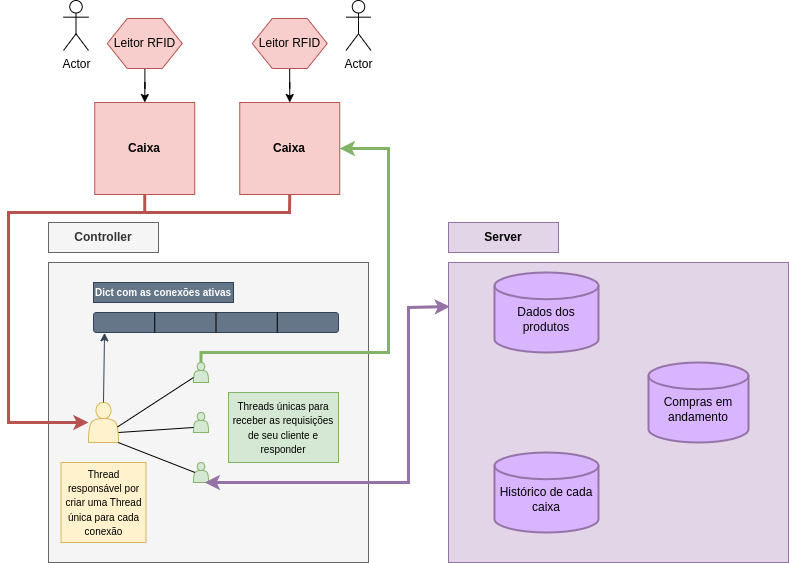 Leitor RFID
Leitor RFID
Actor
Actor
Caixa
Caixa
Controller
Server
Dict com as conexões ativas
Dados dos
produtos
Threads únicas para
receber as requisições
de seu cliente e
responder
Compras em
andamento
Thread
responsável por
criar uma Thread
única para cada
conexão
Histórico de cada
caixa